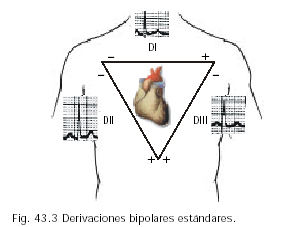 DI
– +
– –
DII DIII
+ +
Fig. 43.3 Derivaciones bipolares estándares.